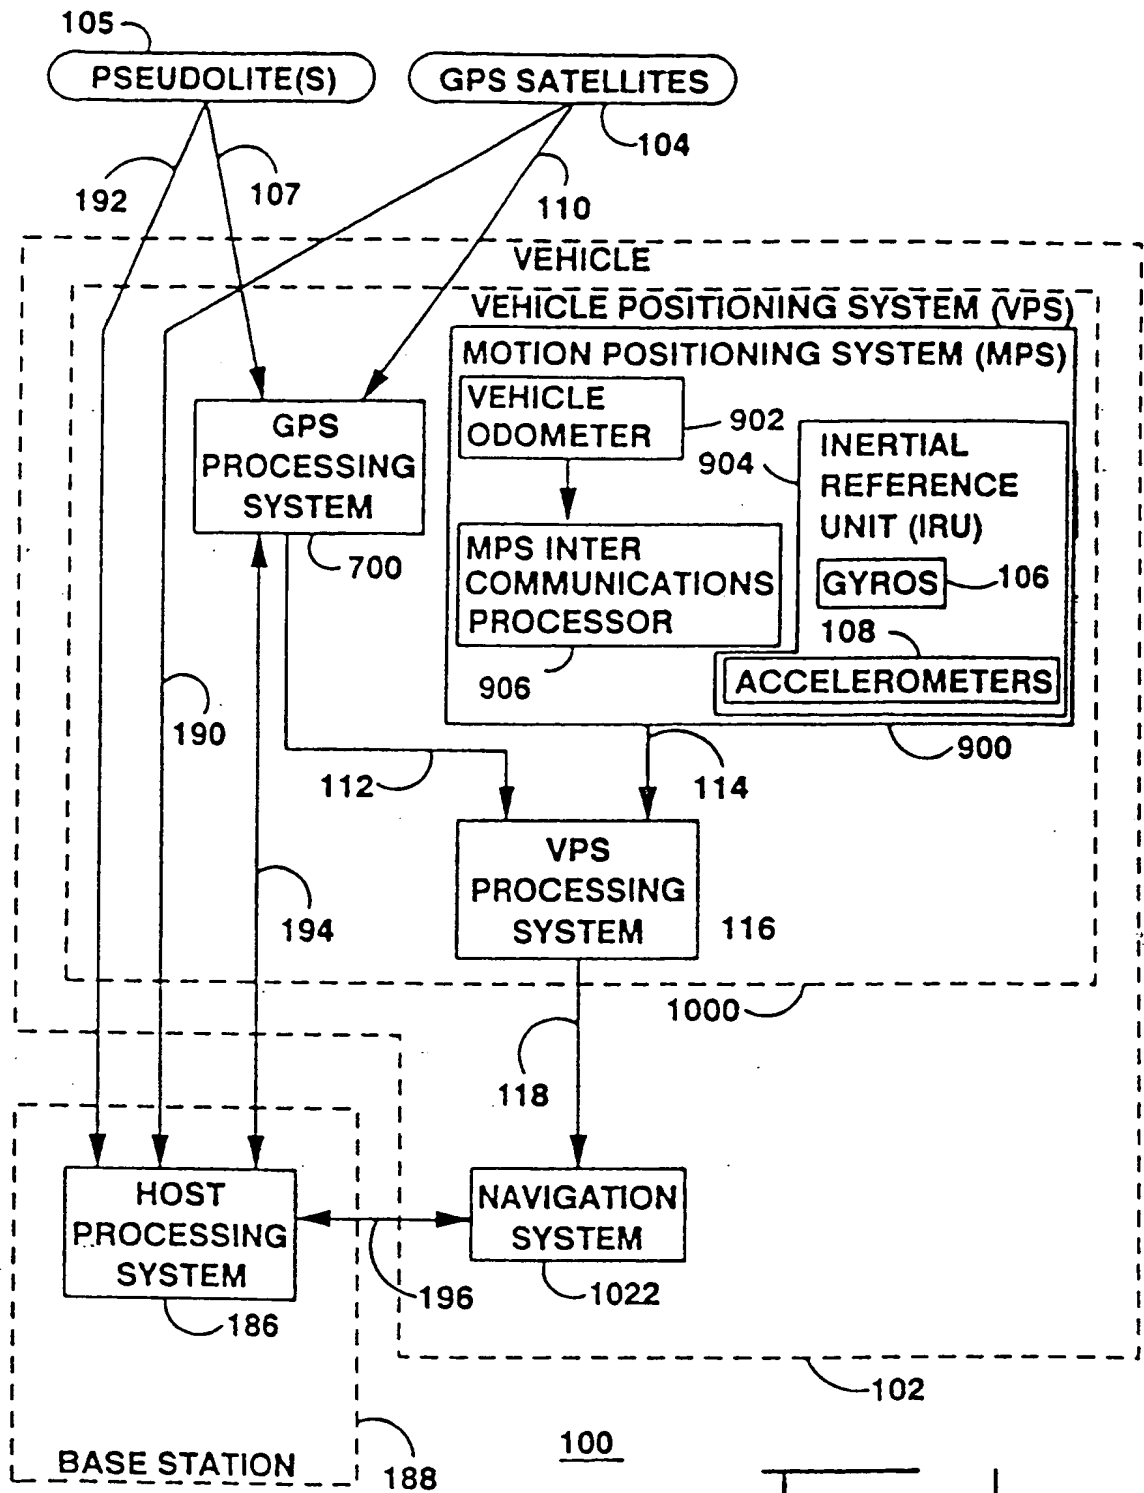 105
PSEUDOLITE(S)
GPS SATELLITES
104
192
107
110
VEHICLE
VEHICLE POSITIONING SYSTEM (VPS)
MOTION POSITIONING SYSTEM (MPS)
VEHICLE
ODOMETER
902
904
INERTIAL
REFERENCE
UNIT (IRU)
GYROS
106
108
ACCELEROMETERS
GPS
PROCESSING
SYSTEM
700
MPS INTER
COMMUNICATIONS
PROCESSOR
906
900
190
112
114
VPS
PROCESSING
SYSTEM
116
194
1000
118
HOST
PROCESSING
SYSTEM
186
NAVIGATION
SYSTEM
1022
196
102
BASE STATION
188
100